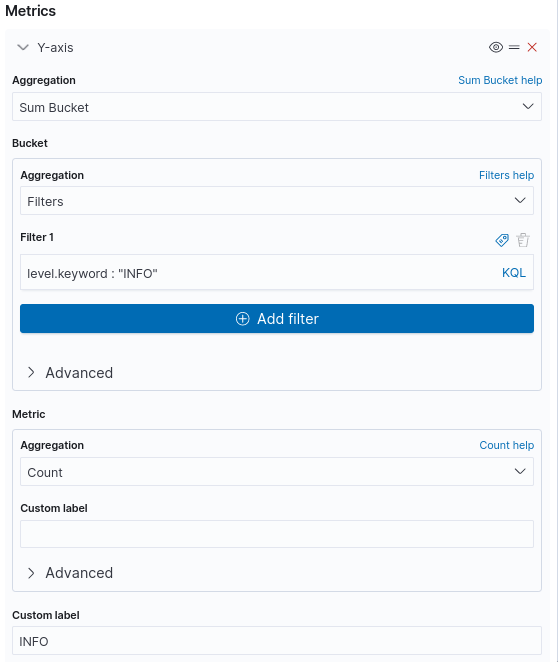 Metrics
Y-axis
Aggregation Sum Bucket help
Sum Bucket
Bucket
Aggregation Filters help
Filters
Filter 1
level.keyword : "INFO" KQL
Add filter
Advanced
Metric
Aggregation Count help
Count
Custom label
Advanced
Custom label
INFO